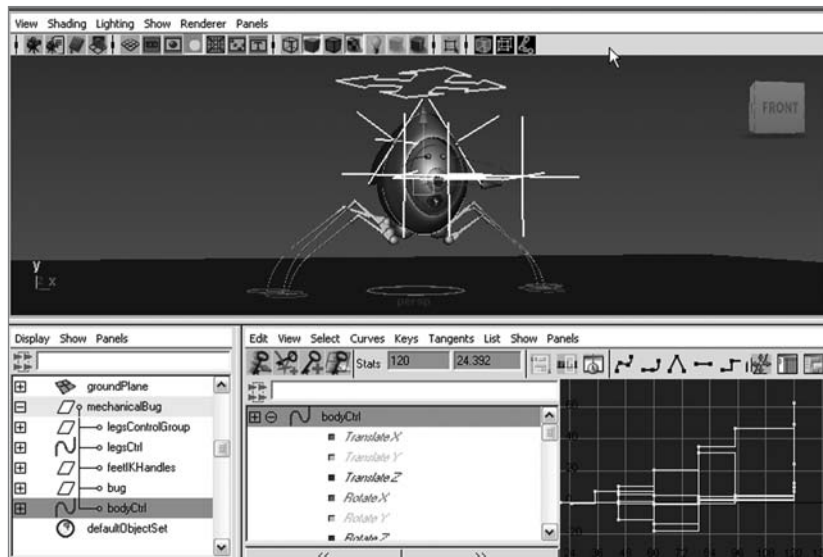 View Shading Lighting Show Renderer Panels
FRONT
y
x
persp
Display Show Panels
groundPlane
mechanicalBug
legsControlGroup
legsCtrl
feetIKHandles
bug
bodyCtrl
defaultObjectSet
Edit View Select Curves Keys Tangents List Show Panels
Stats 120 24.392
bodyCtrl
Translate X
Translate Y
Translate Z
Rotate X
Rotate Y
Rotate Z
60
40
20
0